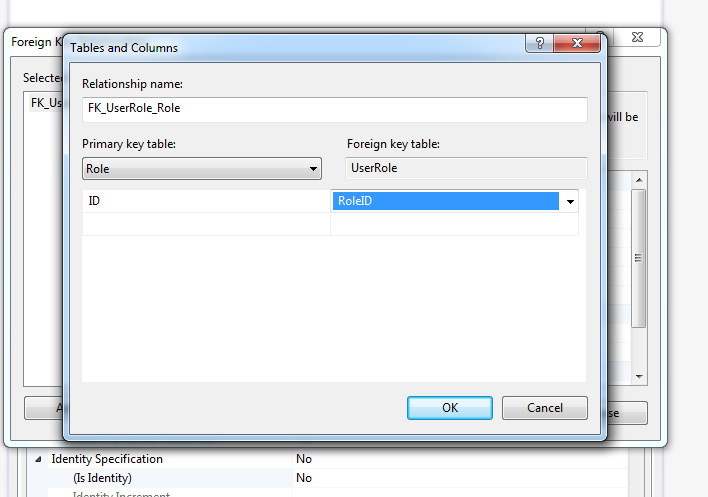 Foreign K
Tables and Columns
?
Selected
Relationship name:
FK_Us
FK_UserRole_Role
will be
Primary key table:
Foreign key table:
Role
UserRole
ID
RoleID
A
OK
Cancel
se
Identity Specification
No
(Is Identity)
No
Identity Increment